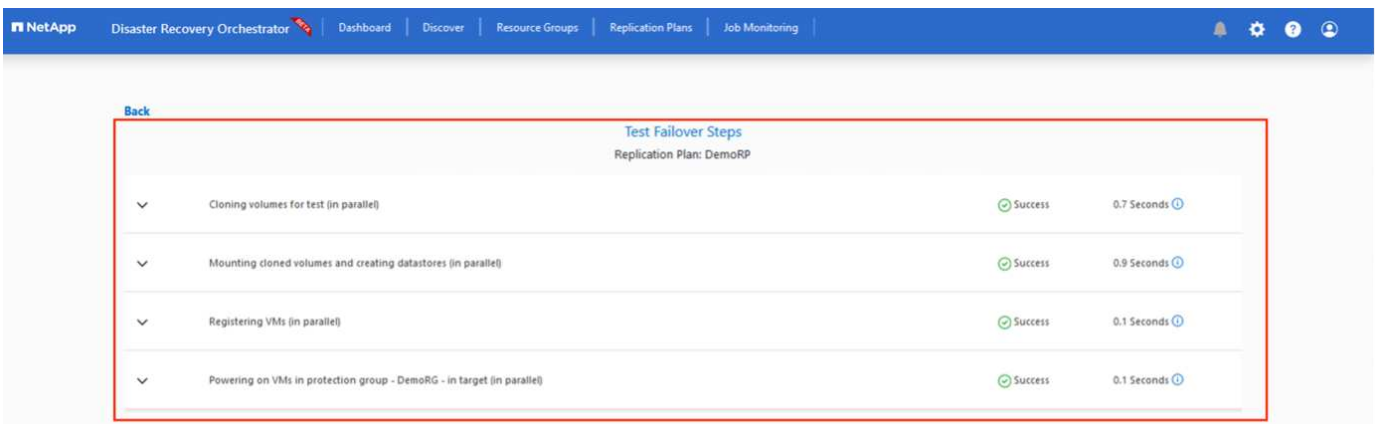 NetApp Disaster Recovery Orchestrator Dashboard Discover Resource Groups Replication Plans Job Monitoring
Back
Test Failover Steps
Replication Plan: DemoRP
Cloning volumes for test (in parallel) Success 0.7 Seconds
Mounting cloned volumes and creating datastores (in parallel) Success 0.9 Seconds
Registering VMs (in parallel) Success 0.1 Seconds
Powering on VMs in protection group - DemoRG - in target (in parallel) Success 0.1 Seconds